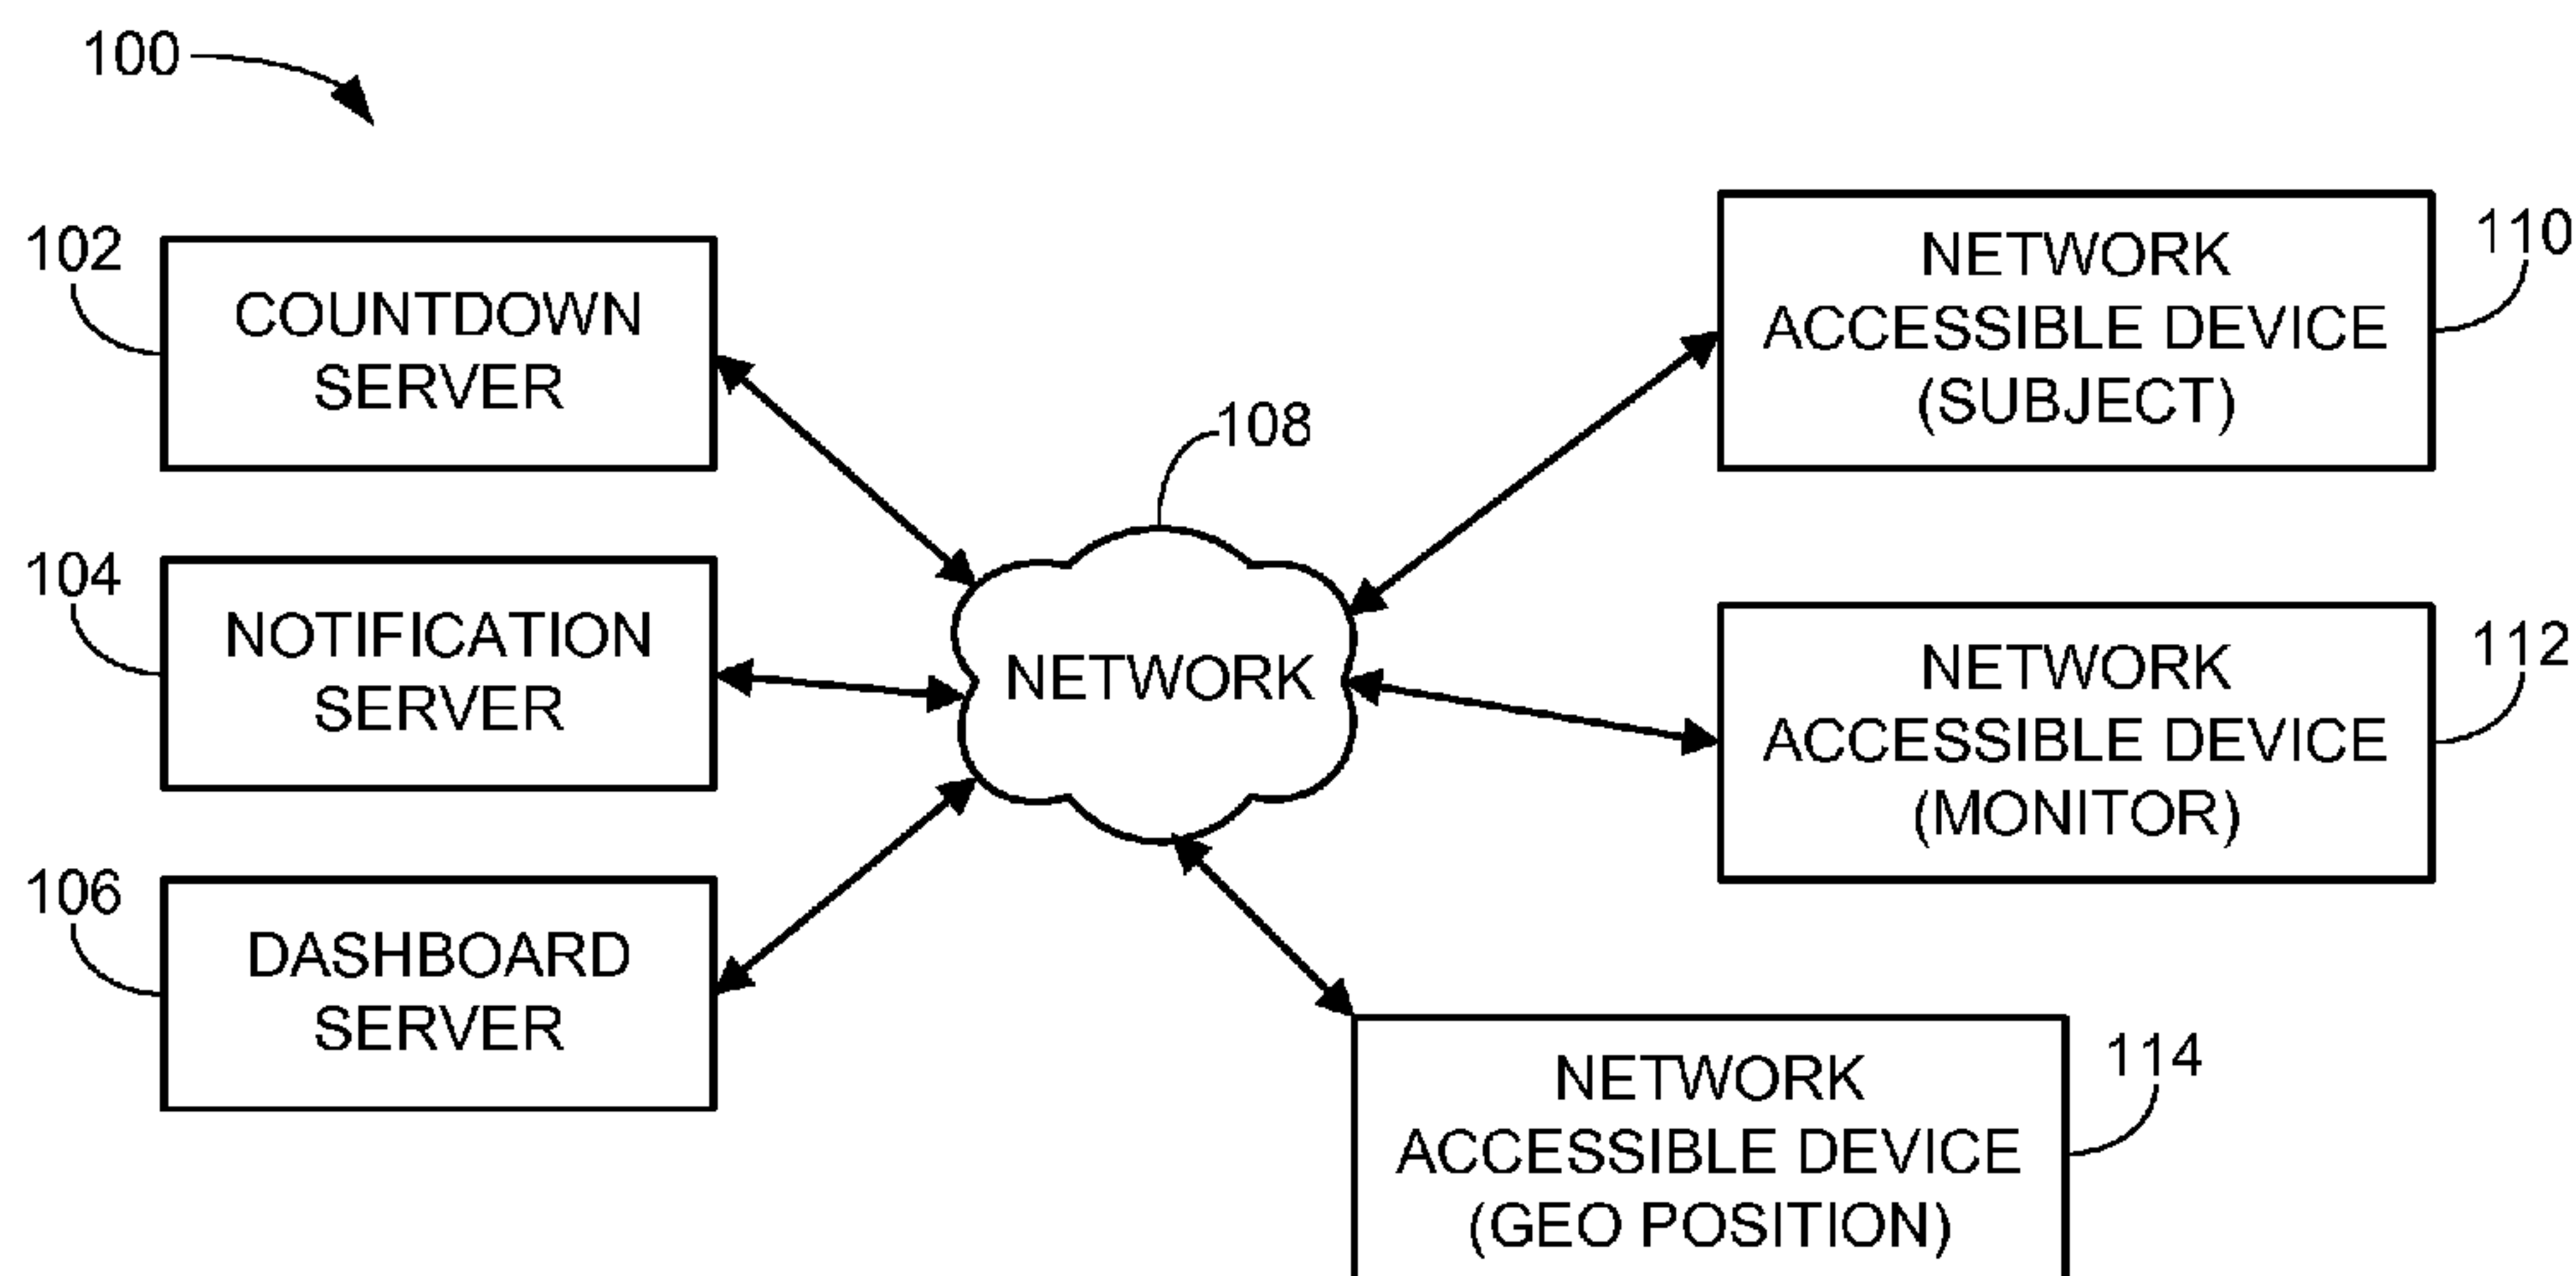 100
102
COUNTDOWN
SERVER
104
NOTIFICATION
SERVER
106
DASHBOARD
SERVER
108
NETWORK
110
NETWORK
ACCESSIBLE DEVICE
(SUBJECT)
112
NETWORK
ACCESSIBLE DEVICE
(MONITOR)
114
NETWORK
ACCESSIBLE DEVICE
(GEO POSITION)